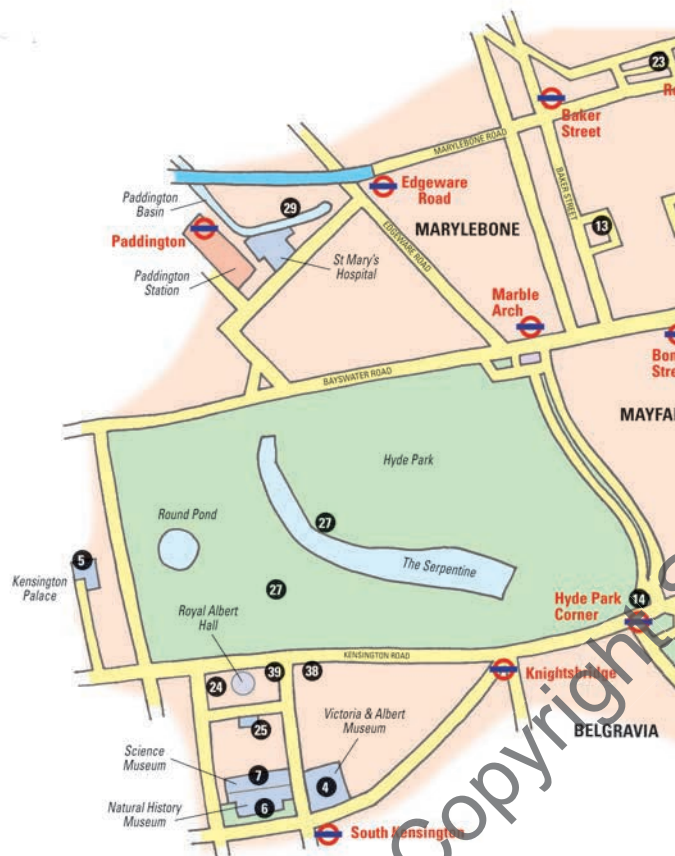 23
Baker
Street
MARYLEBONE ROAD
Paddington
Basin
29
Edgeware
Road
BAKER STREET
13
Paddington
MARYLEBONE
EDGEWARE ROAD
St Mary's
Hospital
Paddington
Station
Marble
Arch
BAYSWATER ROAD
Hyde Park
Round Pond
27
The Serpentine
5
Kensington
Palace
27
Royal Albert
Hall
Hyde Park
Corner
14
KENSINGTON ROAD
24
39
38
Knightsbridge
Victoria & Albert
Museum
25
BELGRAVIA
Science
Museum
7
4
Natural History
Museum
6
South Kensington
Copyright